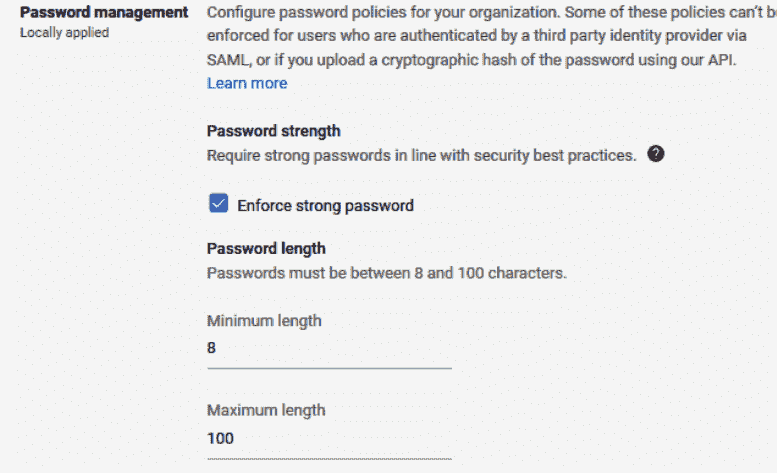 Password management
Locally applied
Configure password policies for your organization. Some of these policies can't b
enforced for users who are authenticated by a third party identity provider via
SAML, or if you upload a cryptographic hash of the password using our API.
Learn more
Password strength
Require strong passwords in line with security best practices. ?
Enforce strong password
Password length
Passwords must be between 8 and 100 characters.
Minimum length
8
Maximum length
100